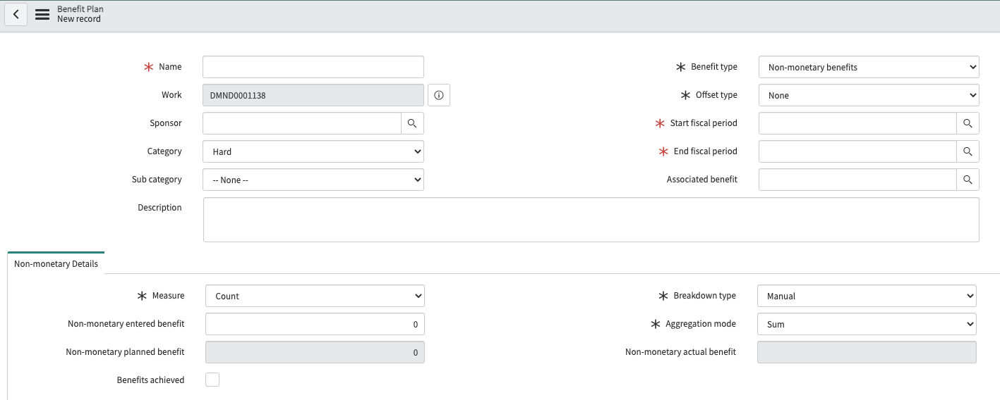 Benefit Plan
New record
Name
Work
DMND0001138
Sponsor
Category
Hard
Sub category
-- None --
Description
Benefit type
Non-monetary benefits
Offset type
None
Start fiscal period
End fiscal period
Associated benefit
Non-monetary Details
Measure
Count
Non-monetary entered benefit
0
Non-monetary planned benefit
0
Benefits achieved
Breakdown type
Manual
Aggregation mode
Sum
Non-monetary actual benefit